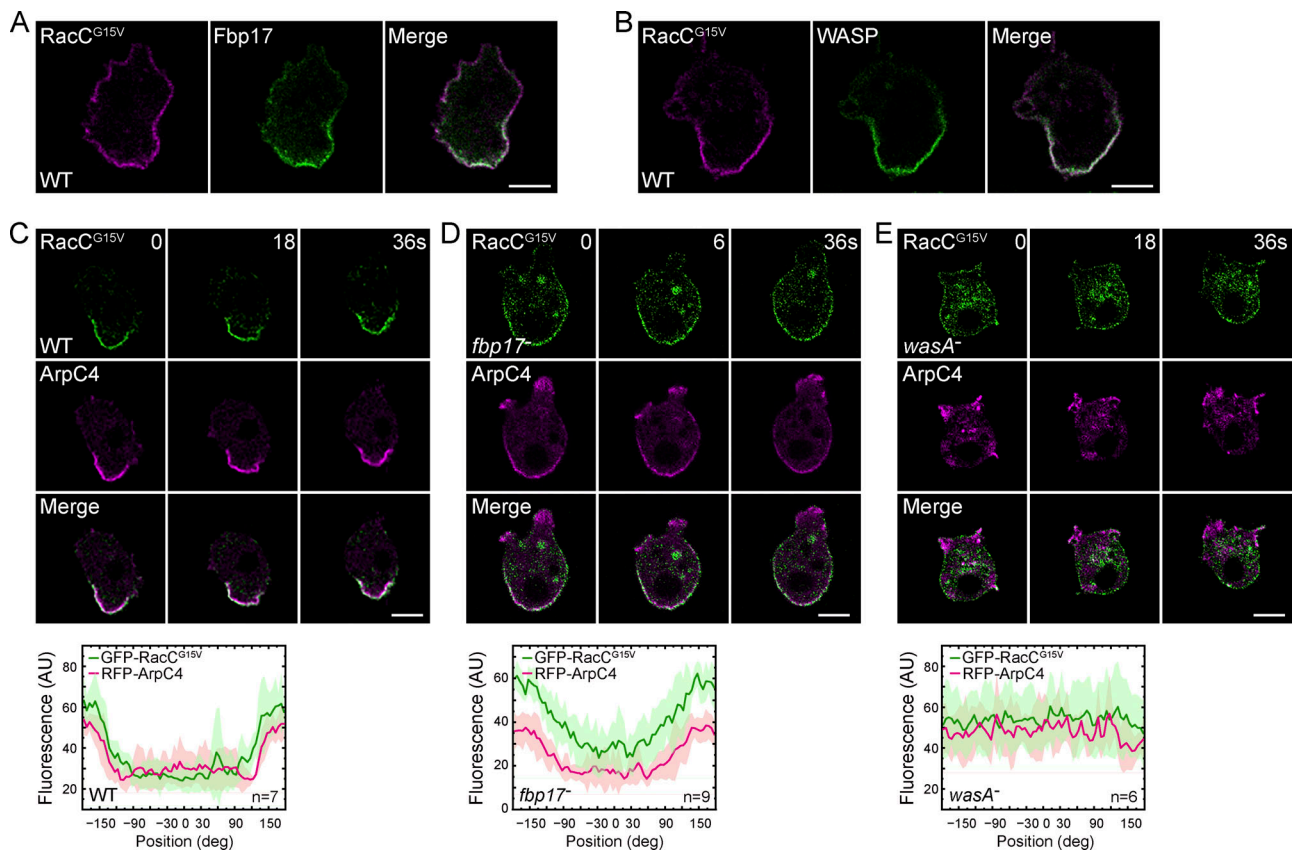 A
RacC^G15V Fbp17 Merge
WT
B
RacC^G15V WASP Merge
WT
C
RacC^G15V 0 18 36s
WT
ArpC4
Merge
D
RacC^G15V 0 6 36s
fbp17⁻
ArpC4
Merge
E
RacC^G15V 0 18 36s
wasA⁻
ArpC4
Merge
Fluorescence (AU)
80
60
40
20
GFP-RacC^G15V
RFP-ArpC4
WT n=7
−150 −90 −30 0 30 90 150
Position (deg)
Fluorescence (AU)
60
40
20
0
GFP-RacC^G15V
RFP-ArpC4
fbp17⁻ n=9
−150 −90 −30 0 30 90 150
Position (deg)
Fluorescence (AU)
80
60
40
20
GFP-RacC^G15V
RFP-ArpC4
wasA⁻ n=6
−150 −90 −30 0 30 90 150
Position (deg)